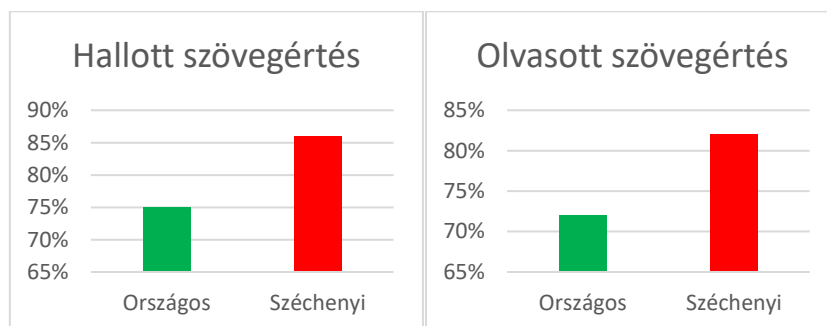 Hallott szövegértés
90%
85%
80%
75%
70%
65%
Országos Széchenyi
Olvasott szövegértés
85%
80%
75%
70%
65%
Országos Széchenyi